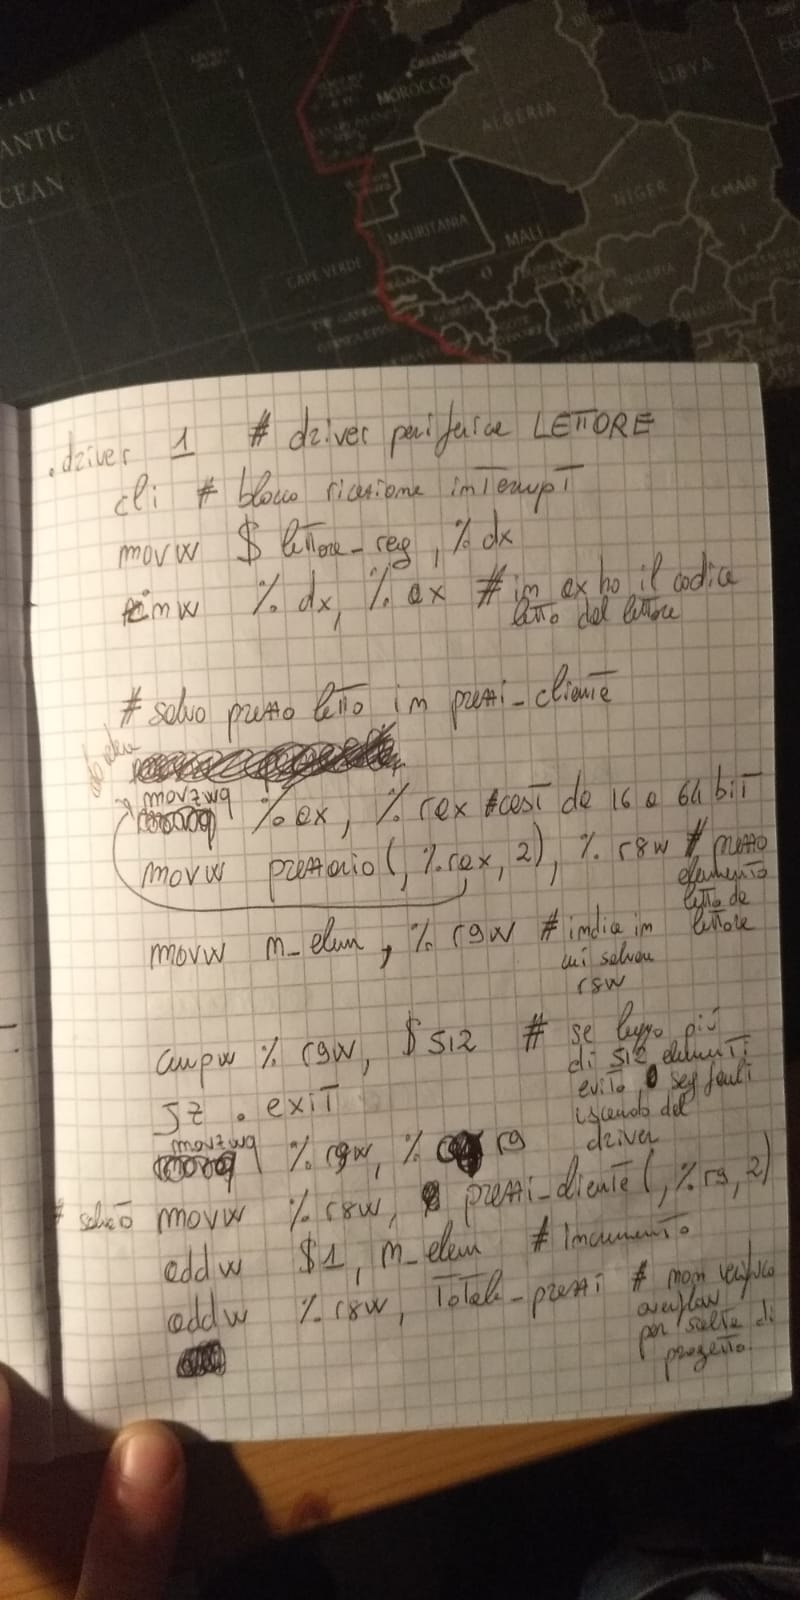 ANTIC
CEAN
Casablanca
MOROCCO
ALGERIA
LIBYA
MAURITANIA
MALI
NIGER
CHAD
NIGERIA
CAPE VERDE
.driver 1 # driver periferica LETTORE
cli # blocco ricezione interrupt
movw $ lettore_reg, % dx
inw % dx, % ax # in ax ho il codice
letto dal lettore
# salvo prezzo letto in prezzi_cliente
movzwq % ax, % rax # cast da 16 a 64 bit
movw prezzario (, % rax, 2), % r8w # prezzo
elemento
letto da
lettore
movw n_elem, % r9w # indice in
cui salvare
r8w
cmpw % r9w, $ 512 # se leggo più
di 512 elementi
evito seg fault
uscendo dal
driver
jz .exit
movzwq % r9w, % r9
# salvo movw % r8w, prezzi_cliente (, % r9, 2)
addw $1, n_elem # incremento
addw % r8w, totale_prezzi # non verifico
overflow
per scelta di
progetto.